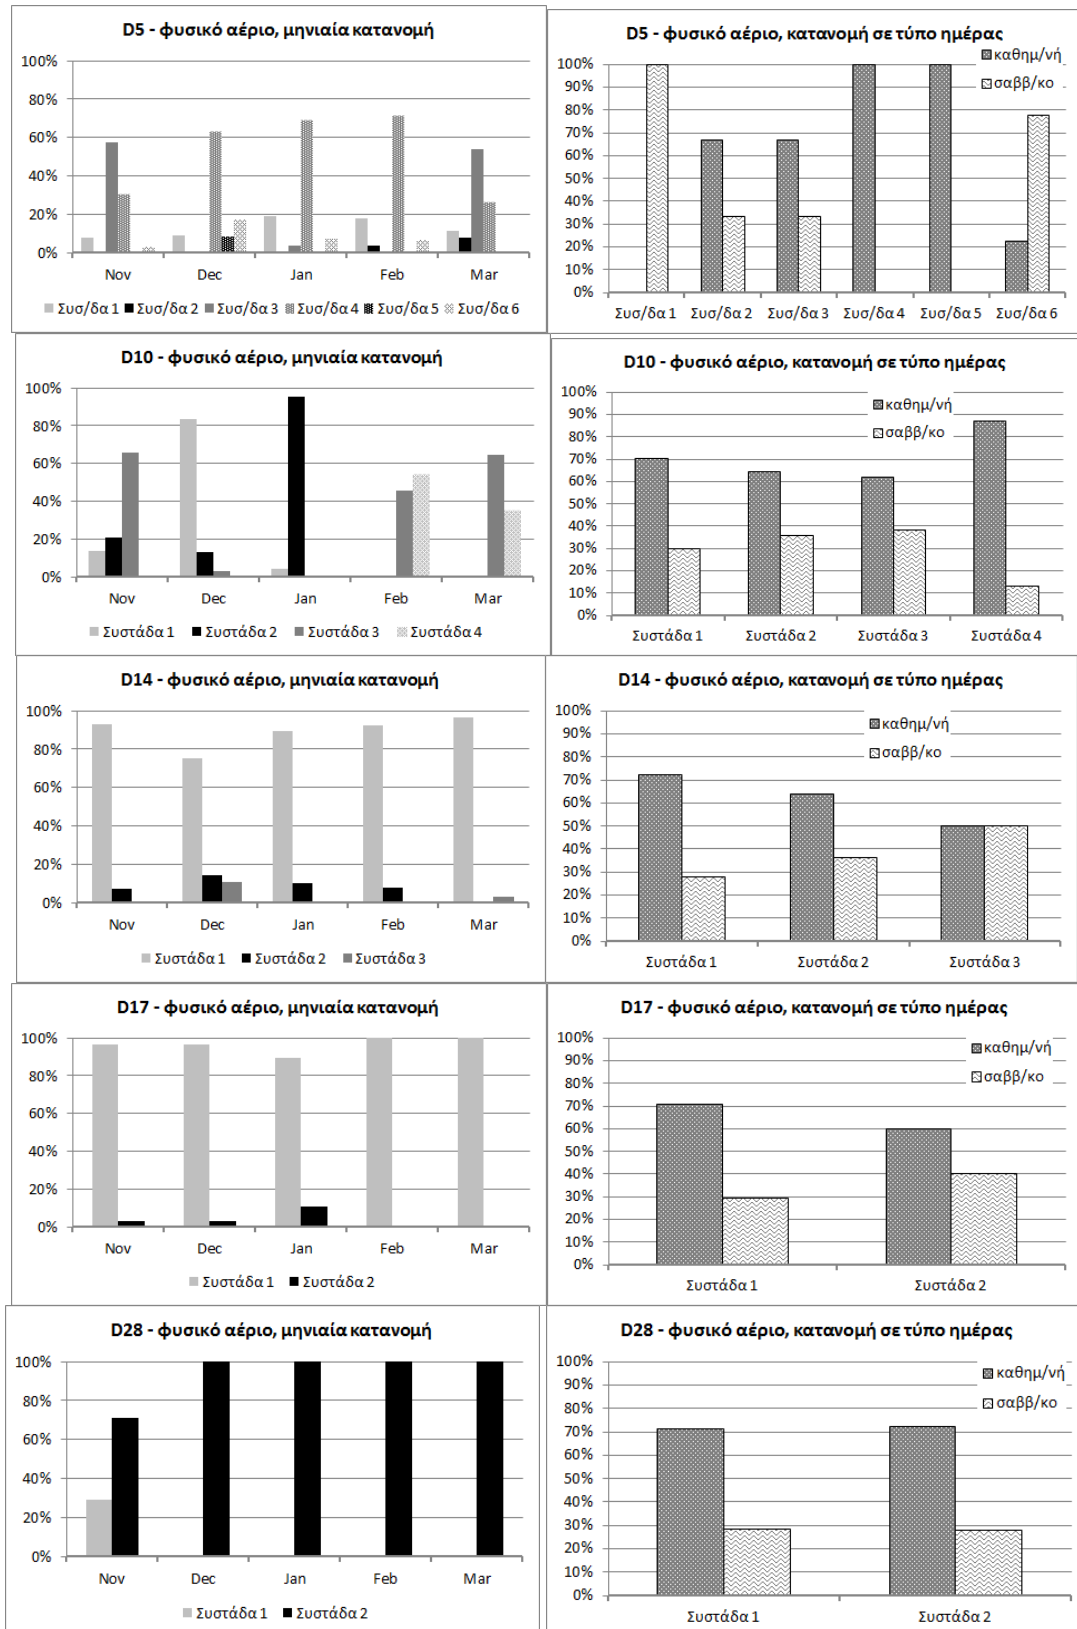 D5 - φυσικό αέριο, μηνιαία κατανομή
100%
80%
60%
40%
20%
0%
Nov Dec Jan Feb Mar
Συσ/δα 1 Συσ/δα 2 Συσ/δα 3 Συσ/δα 4 Συσ/δα 5 Συσ/δα 6
D5 - φυσικό αέριο, κατανομή σε τύπο ημέρας
καθημ/νή
σαββ/κο
100%
90%
80%
70%
60%
50%
40%
30%
20%
10%
0%
Συσ/δα 1 Συσ/δα 2 Συσ/δα 3 Συσ/δα 4 Συσ/δα 5 Συσ/δα 6
D10 - φυσικό αέριο, μηνιαία κατανομή
100%
80%
60%
40%
20%
0%
Nov Dec Jan Feb Mar
Συστάδα 1 Συστάδα 2 Συστάδα 3 Συστάδα 4
D10 - φυσικό αέριο, κατανομή σε τύπο ημέρας
καθημ/νή
σαββ/κο
100%
90%
80%
70%
60%
50%
40%
30%
20%
10%
0%
Συστάδα 1 Συστάδα 2 Συστάδα 3 Συστάδα 4
D14 - φυσικό αέριο, μηνιαία κατανομή
100%
80%
60%
40%
20%
0%
Nov Dec Jan Feb Mar
Συστάδα 1 Συστάδα 2 Συστάδα 3
D14 - φυσικό αέριο, κατανομή σε τύπο ημέρας
καθημ/νή
σαββ/κο
100%
90%
80%
70%
60%
50%
40%
30%
20%
10%
0%
Συστάδα 1 Συστάδα 2 Συστάδα 3
D17 - φυσικό αέριο, μηνιαία κατανομή
100%
80%
60%
40%
20%
0%
Nov Dec Jan Feb Mar
Συστάδα 1 Συστάδα 2
D17 - φυσικό αέριο, κατανομή σε τύπο ημέρας
καθημ/νή
σαββ/κο
100%
90%
80%
70%
60%
50%
40%
30%
20%
10%
0%
Συστάδα 1 Συστάδα 2
D28 - φυσικό αέριο, μηνιαία κατανομή
100%
80%
60%
40%
20%
0%
Nov Dec Jan Feb Mar
Συστάδα 1 Συστάδα 2
D28 - φυσικό αέριο, κατανομή σε τύπο ημέρας
καθημ/νή
σαββ/κο
100%
90%
80%
70%
60%
50%
40%
30%
20%
10%
0%
Συστάδα 1 Συστάδα 2